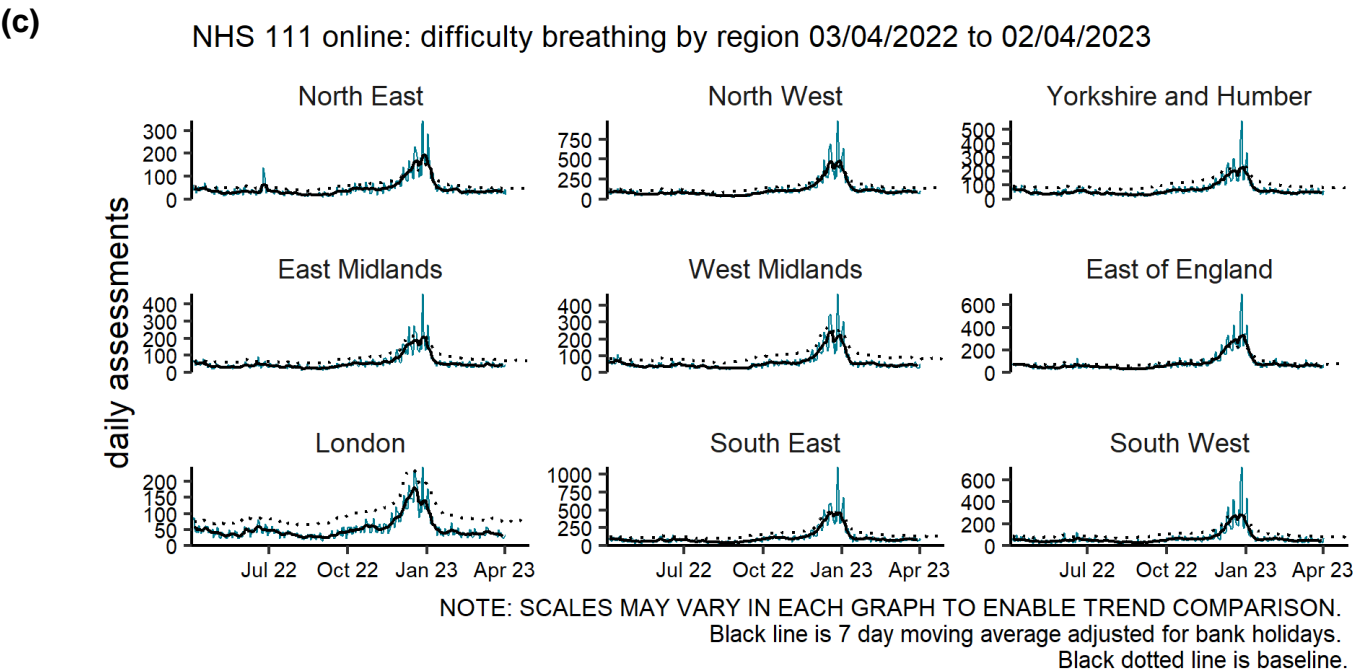 (c)
NHS 111 online: difficulty breathing by region 03/04/2022 to 02/04/2023
North East
North West
Yorkshire and Humber
300
200
100
0
750
500
250
0
500
400
300
200
100
0
East Midlands
West Midlands
East of England
400
300
200
100
0
400
300
200
100
0
600
400
200
0
daily assessments
London
South East
South West
200
150
100
50
0
1000
750
500
250
0
600
400
200
0
Jul 22 Oct 22 Jan 23 Apr 23
Jul 22 Oct 22 Jan 23 Apr 23
Jul 22 Oct 22 Jan 23 Apr 23
NOTE: SCALES MAY VARY IN EACH GRAPH TO ENABLE TREND COMPARISON.
Black line is 7 day moving average adjusted for bank holidays.
Black dotted line is baseline.